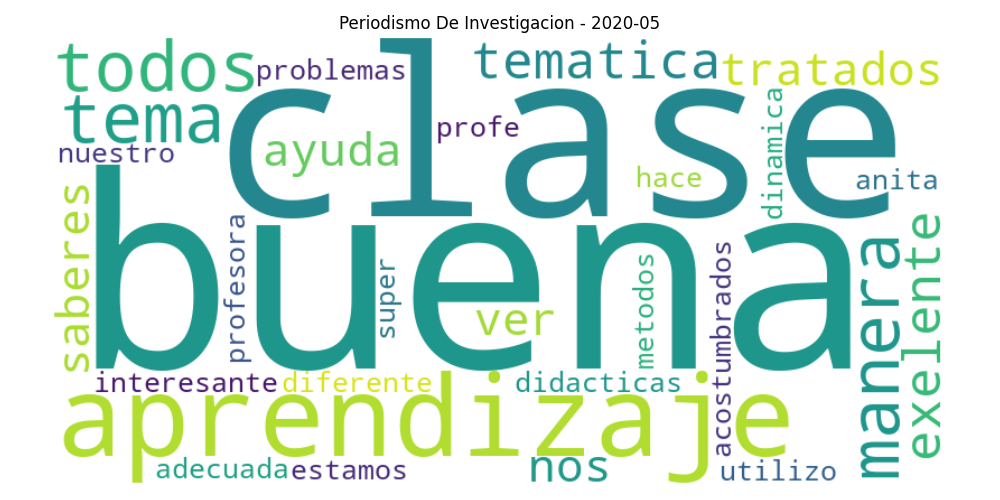 Periodismo De Investigacion - 2020-05
todos
problemas
clase
tematica
tratados
tema
profe
dinamica
nuestro
ayuda
hace
anita
saberes
buena
profesora
super
ver
metodos
acostumbrados
manera
exelente
interesante
diferente
didacticas
aprendizaje
adecuada
estamos
nos
utilizo